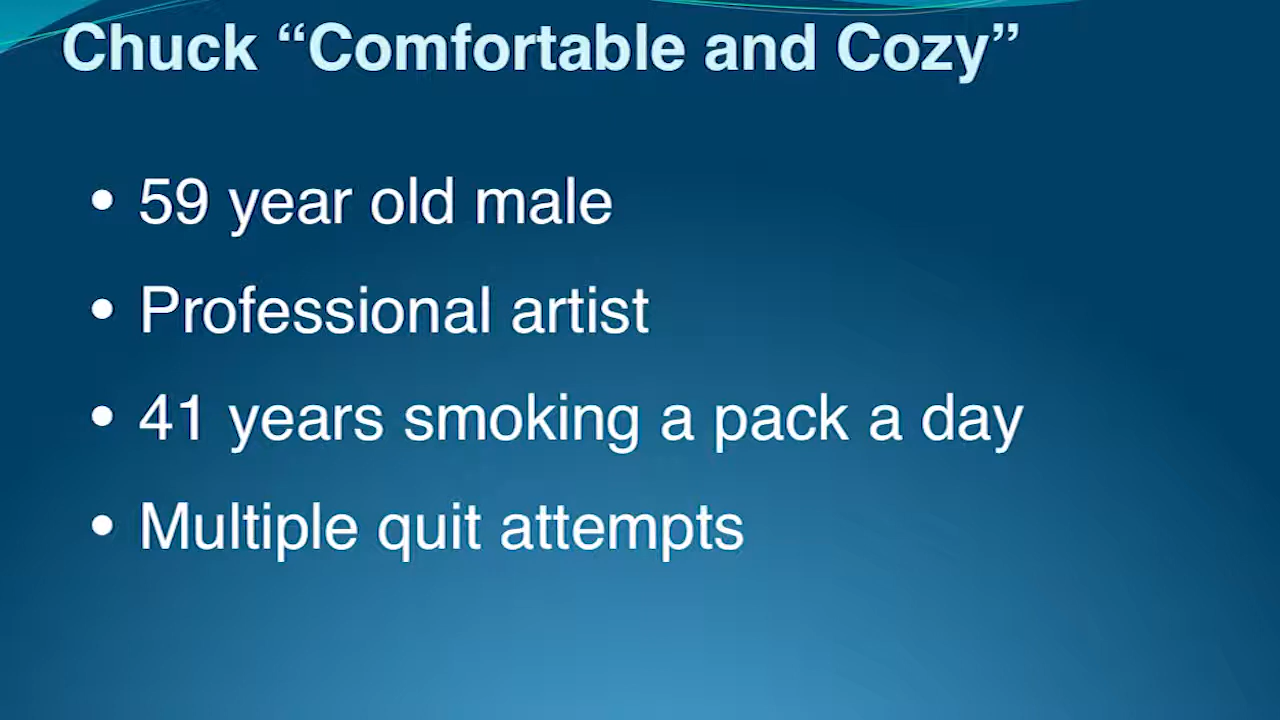 Chuck “Comfortable and Cozy”
• 59 year old male
• Professional artist
• 41 years smoking a pack a day
• Multiple quit attempts